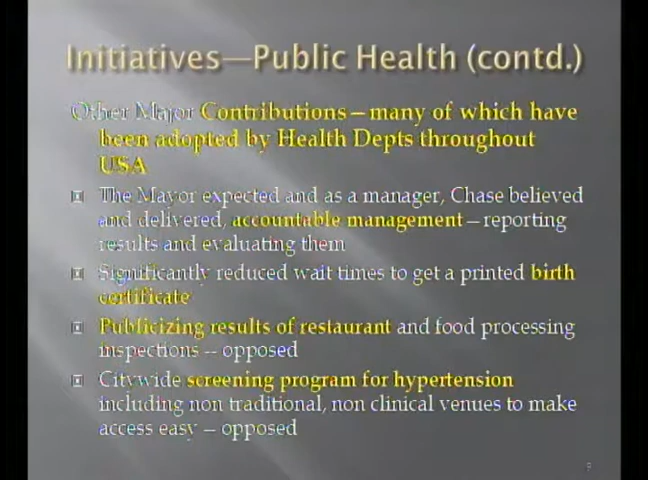 Initiatives—Public Health (contd.)
Other Major Contributions – many of which have
been adopted by Health Depts throughout
USA
The Mayor expected and as a manager, Chase believed
and delivered, accountable management – reporting
results and evaluating them
Significantly reduced wait times to get a printed birth
certificate
Publicizing results of restaurant and food processing
inspections -- opposed
Citywide screening program for hypertension
including non traditional, non clinical venues to make
access easy – opposed
9